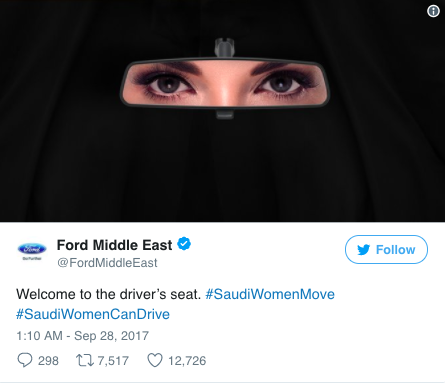 Ford
Ford Middle East
@FordMiddleEast
Follow
Welcome to the driver's seat. #SaudiWomenMove
#SaudiWomenCanDrive
1:10 AM - Sep 28, 2017
298 7,517 12,726